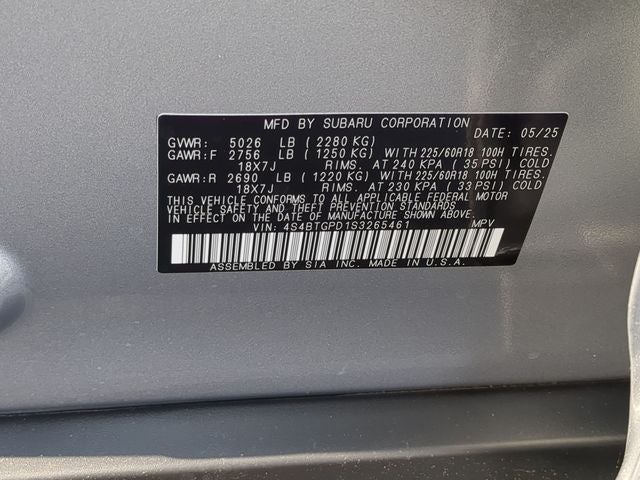 MFD BY SUBARU CORPORATION
DATE: 05/25
GVWR: 5026 LB ( 2280 KG)
GAWR:F 2756 LB ( 1250 KG) WITH 225/60R18 100H TIRES.
18X7J RIMS. AT 240 KPA ( 35 PSI) COLD
GAWR:R 2690 LB ( 1220 KG) WITH 225/60R18 100H TIRES.
18X7J RIMS. AT 230 KPA ( 33 PSI) COLD
THIS VEHICLE CONFORMS TO ALL APPLICABLE FEDERAL MOTOR
VEHICLE SAFETY AND THEFT PREVENTION STANDARDS
IN EFFECT ON THE DATE OF MANUFACTURE SHOWN ABOVE.
VIN: 4S4BTGPD1S3265461 MPV
ASSEMBLED BY SIA INC. MADE IN U.S.A.